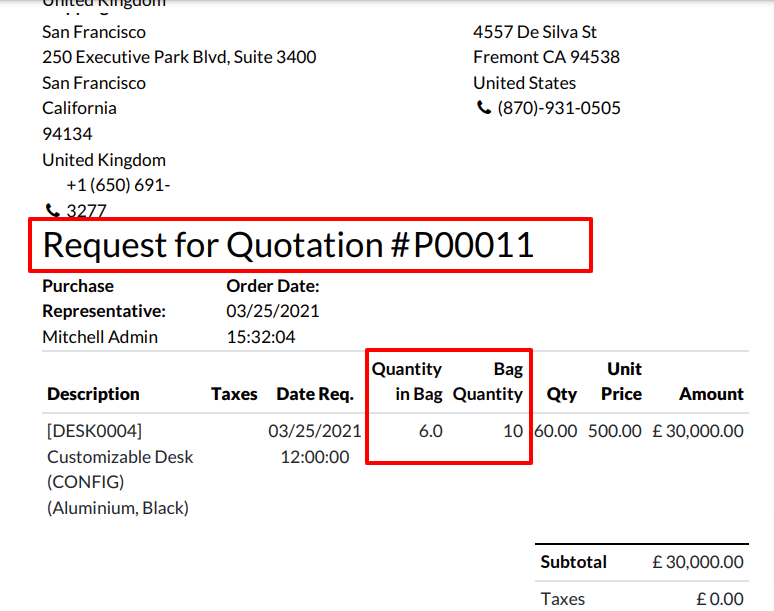 United Kingdom
San Francisco
250 Executive Park Blvd, Suite 3400
San Francisco
California
94134
United Kingdom
+1 (650) 691-
3277
4557 De Silva St
Fremont CA 94538
United States
(870)-931-0505
Request for Quotation #P00011
Purchase
Representative:
Mitchell Admin
Order Date:
03/25/2021
15:32:04
Description Taxes Date Req. Quantity in Bag Bag Quantity Qty Unit Price Amount
[DESK0004] 03/25/2021 6.0 10 60.00 500.00 £ 30,000.00
Customizable Desk 12:00:00
(CONFIG)
(Aluminium, Black)
Subtotal £ 30,000.00
Taxes £ 0.00